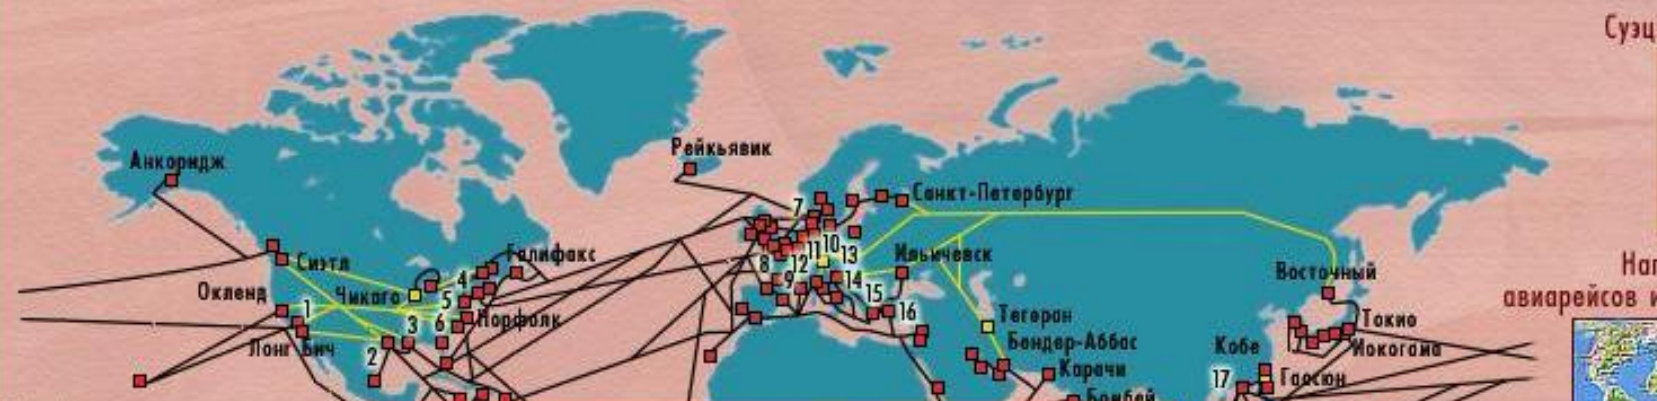 Суэц
Анкоридж
Рейкьявик
7
Санкт-Петербург
Сиэтл
Галифакс
4
8
12
11
10
13
Ильичевск
Восточный
Наг
авиарейсов и
Окленд
1
Чикаго
5
9
14
15
16
3
6
Норфолк
Тегеран
Токио
Лонг Бич
2
Бендер-Аббас
Иокогама
Кобе
Карачи
17
Гаосюн
Бомбей